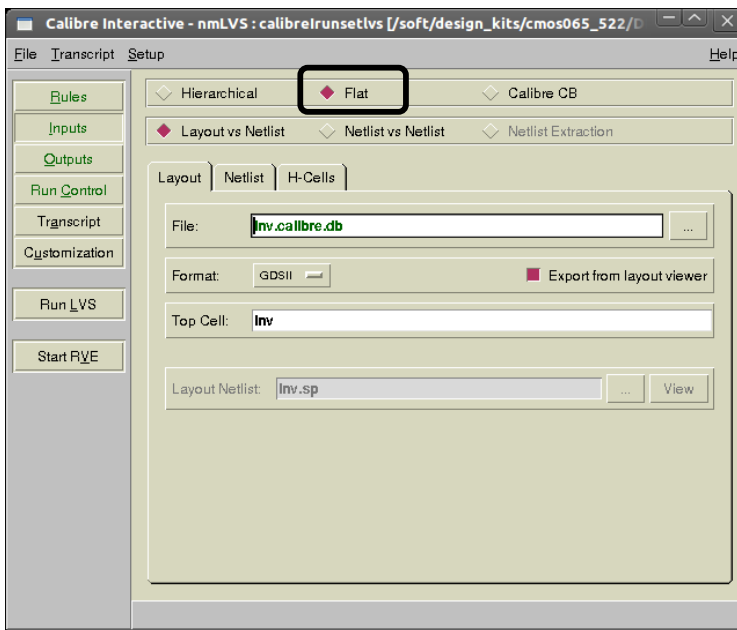 Calibre Interactive - nmLVS : calibreIrunsetlvs [/soft/design_kits/cmos065_522/D
File Transcript Setup Help
Rules
Inputs
Outputs
Run Control
Transcript
Customization
Run LVS
Start RVE
Hierarchical Flat Calibre CB
Layout vs Netlist Netlist vs Netlist Netlist Extraction
Layout Netlist H-Cells
File: Inv.calibre.db ...
Format: GDSII Export from layout viewer
Top Cell: Inv
Layout Netlist: Inv.sp ... View